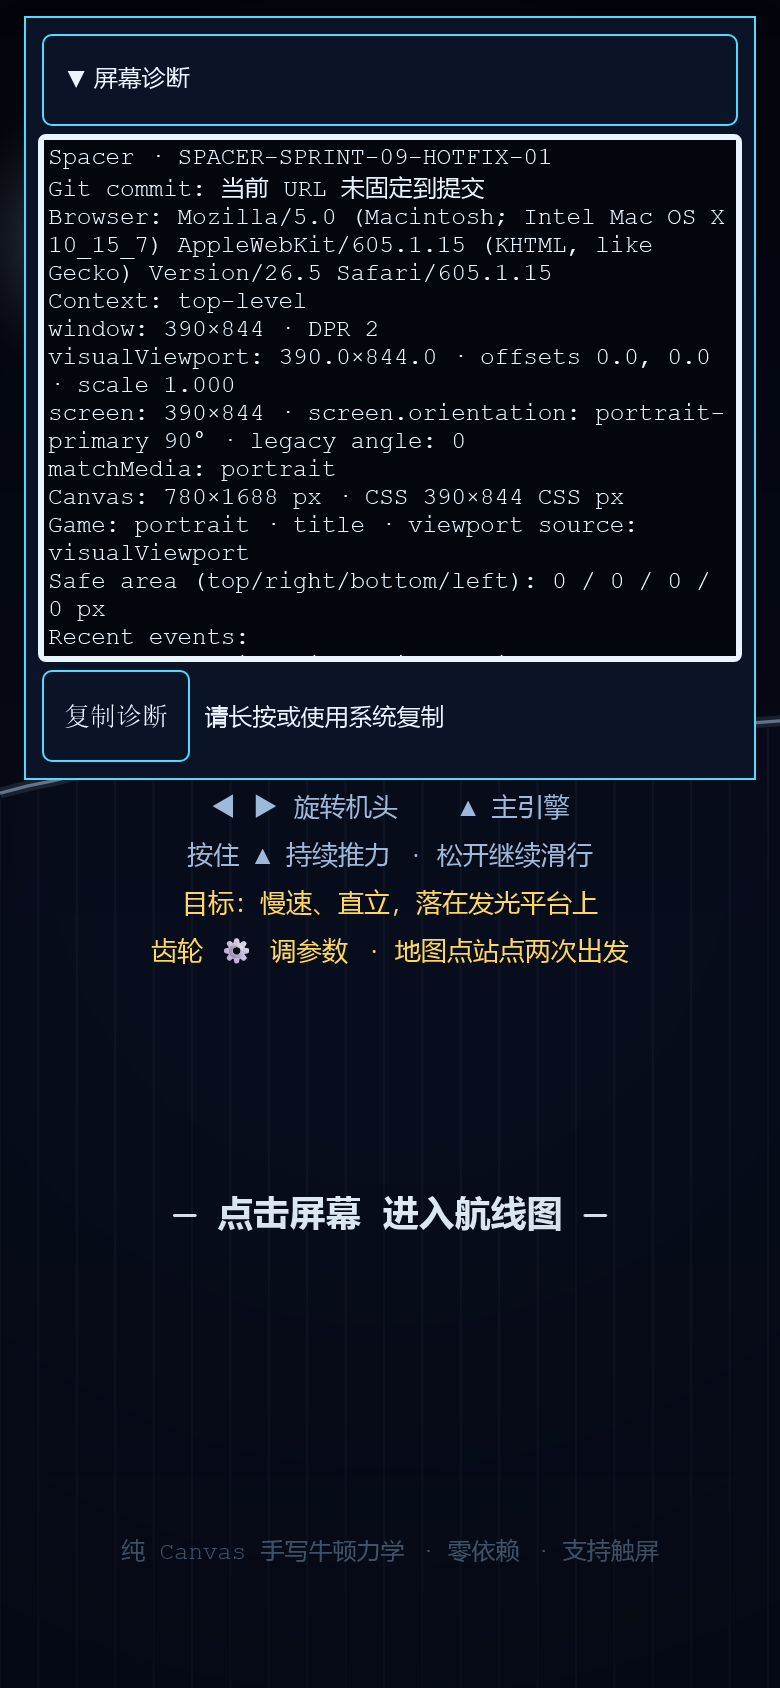 ▼ 屏幕诊断
Spacer · SPACER-SPRINT-09-HOTFIX-01
Git commit: 当前 URL 未固定到提交
Browser: Mozilla/5.0 (Macintosh; Intel Mac OS X
10_15_7) AppleWebKit/605.1.15 (KHTML, like
Gecko) Version/26.5 Safari/605.1.15
Context: top-level
window: 390×844 · DPR 2
visualViewport: 390.0×844.0 · offsets 0.0, 0.0
· scale 1.000
screen: 390×844 · screen.orientation: portrait-
primary 90° · legacy angle: 0
matchMedia: portrait
Canvas: 780×1688 px · CSS 390×844 CSS px
Game: portrait · title · viewport source:
visualViewport
Safe area (top/right/bottom/left): 0 / 0 / 0 /
0 px
Recent events:
复制诊断 请长按或使用系统复制
◀ ▶ 旋转机头 ▲ 主引擎
按住 ▲ 持续推力 · 松开继续滑行
目标：慢速、直立，落在发光平台上
齿轮 ⚙ 调参数 · 地图点站点两次出发
— 点击屏幕 进入航线图 —
纯 Canvas 手写牛顿力学 · 零依赖 · 支持触屏